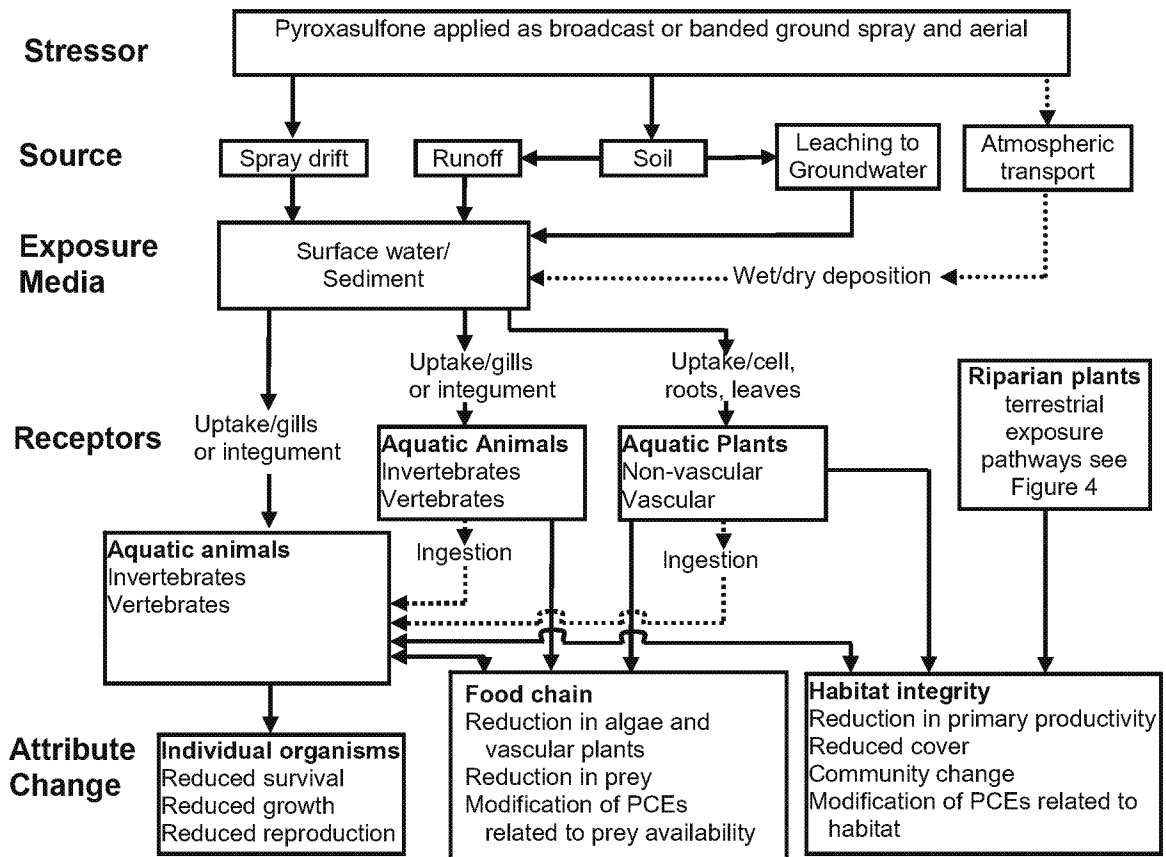 Stressor
Pyroxasulfone applied as broadcast or banded ground spray and aerial
Source
Spray drift
Runoff
Soil
Leaching to
Groundwater
Atmospheric
transport
Exposure
Media
Surface water/
Sediment
Wet/dry deposition
Uptake/gills
or integument
Uptake/gills
or integument
Uptake/cell,
roots, leaves
Riparian plants
terrestrial
exposure
pathways see
Figure 4
Receptors
Aquatic Animals
Invertebrates
Vertebrates
Aquatic Plants
Non-vascular
Vascular
Ingestion
Ingestion
Aquatic animals
Invertebrates
Vertebrates
Attribute
Change
Individual organisms
Reduced survival
Reduced growth
Reduced reproduction
Food chain
Reduction in algae and
vascular plants
Reduction in prey
Modification of PCEs
related to prey availability
Habitat integrity
Reduction in primary productivity
Reduced cover
Community change
Modification of PCEs related to
habitat